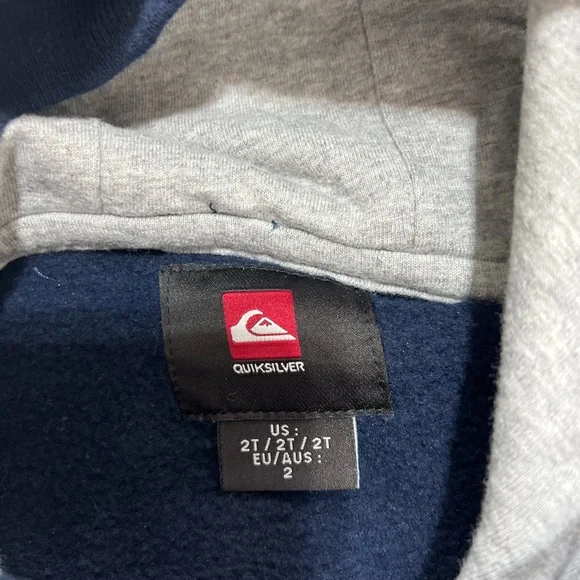 QUIKSILVER
US :
2T / 2T / 2T
EU/AUS :
2